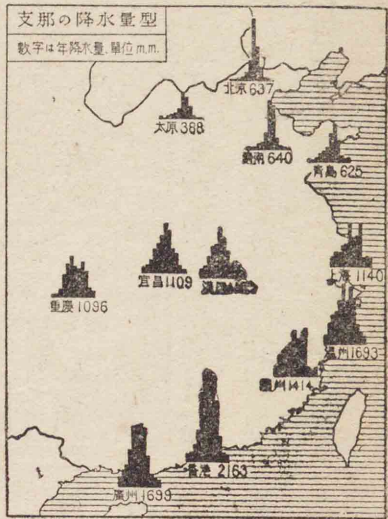 支那の降水量型
數字は年降水量、單位m.m.
北京637
太原388
濟南640
靑島625
宜昌1109
上海1140
重慶1096
溫州1693
福州1414
香港2163
廣州1699